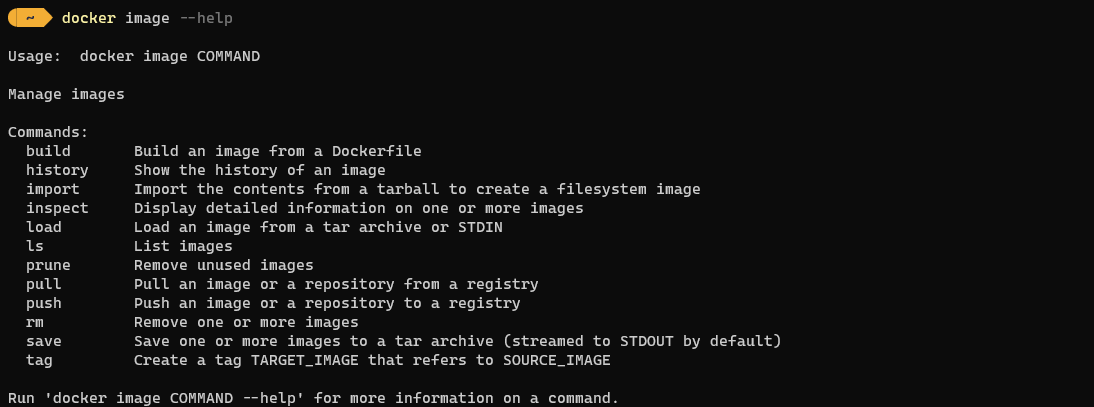 ~ docker image --help
Usage:  docker image COMMAND
Manage images
Commands:
  build       Build an image from a Dockerfile
  history     Show the history of an image
  import      Import the contents from a tarball to create a filesystem image
  inspect     Display detailed information on one or more images
  load        Load an image from a tar archive or STDIN
  ls          List images
  prune       Remove unused images
  pull        Pull an image or a repository from a registry
  push        Push an image or a repository to a registry
  rm          Remove one or more images
  save        Save one or more images to a tar archive (streamed to STDOUT by default)
  tag         Create a tag TARGET_IMAGE that refers to SOURCE_IMAGE
Run 'docker image COMMAND --help' for more information on a command.